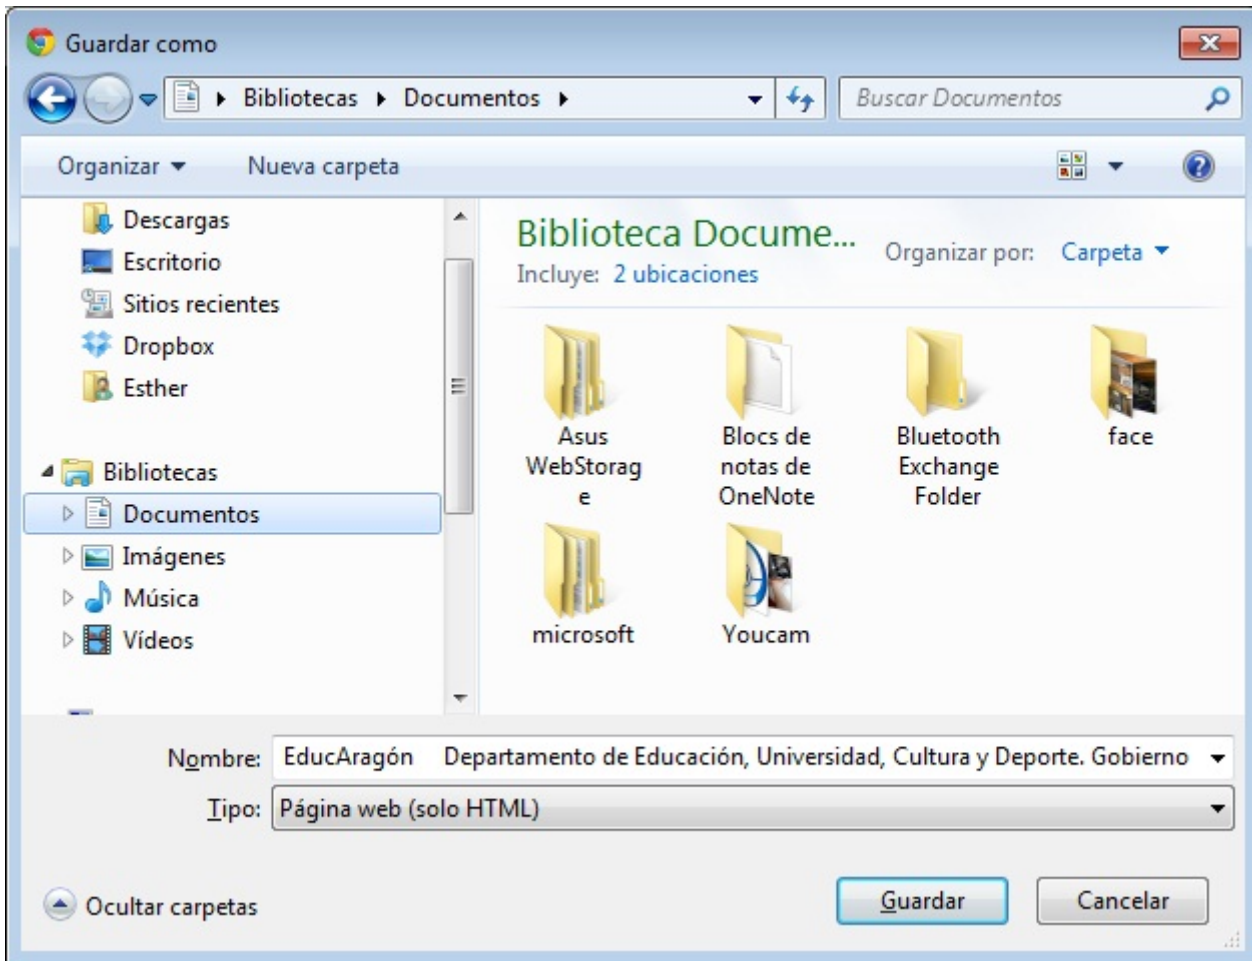 Guardar como
Bibliotecas Documentos
Buscar Documentos
Organizar Nueva carpeta
Descargas
Escritorio
Sitios recientes
Dropbox
Esther
Bibliotecas
Documentos
Imágenes
Música
Vídeos
Biblioteca Docume...
Incluye: 2 ubicaciones
Organizar por: Carpeta
Asus
WebStorag
e
Blocs de
notas de
OneNote
Bluetooth
Exchange
Folder
face
microsoft
Youcam
Nombre: EducAragón Departamento de Educación, Universidad, Cultura y Deporte. Gobierno
Tipo: Página web (solo HTML)
Ocultar carpetas
Guardar
Cancelar